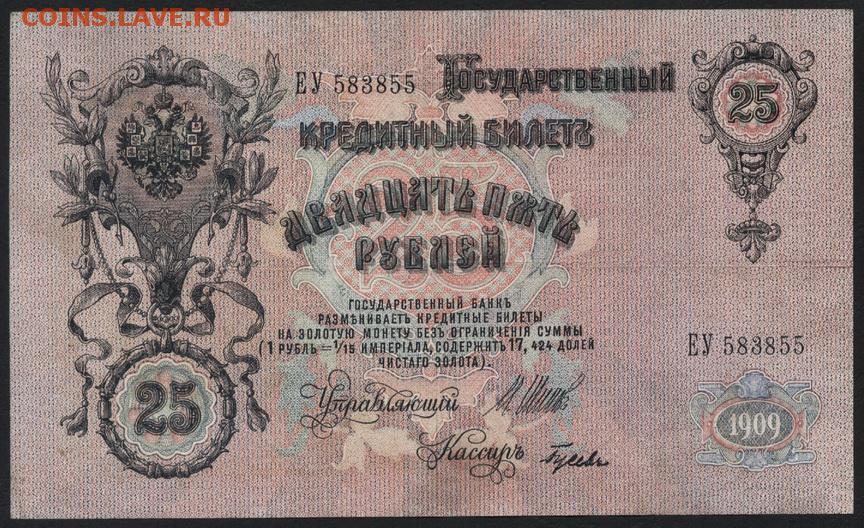 COINS.LAVE.RU
ЕУ 583855
Государственный
25
кредитный билетъ
двадцать пять
рублей
ГОСУДАРСТВЕННЫЙ БАНКЪ
РАЗМѢНИВАЕТЪ КРЕДИТНЫЕ БИЛЕТЫ
НА ЗОЛОТУЮ МОНЕТУ БЕЗЪ ОГРАНИЧЕНІЯ СУММЫ
(1 РУБЛЬ = 1/15 ИМПЕРІАЛА, СОДЕРЖИТЪ 17,424 ДОЛЕЙ
ЧИСТАГО ЗОЛОТА).
ЕУ 583855
25
Управляющій
И. Шиповъ
1909
Кассиръ
Гусевъ